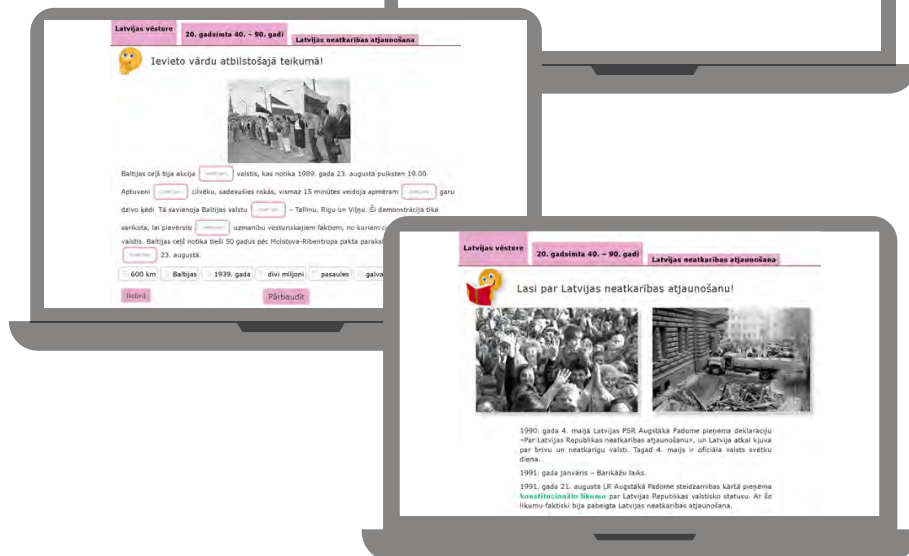 Latvijas vēsture
20. gadsimta 40. – 90. gadi
Latvijas neatkarības atjaunošana
Ievieto vārdu atbilstošajā teikumā!
Baltijas ceļš bija akcija valstīs, kas notika 1989. gada 23. augustā pulksten 19.00.
Aptuveni cilvēku, sadevušies rokās, vismaz 15 minūtes veidoja apmēram garu
dzīvo ķēdi. Tā savienoja Baltijas valstu – Tallinu, Rīgu un Viļņu. Šī demonstrācija tika
sarīkota, lai pievērstu uzmanību vēsturiskajiem faktiem, no kuriem
valstis. Baltijas ceļš notika tieši 50 gadus pēc Molotova-Ribentropa pakta
23. augustā.
600 km Baltijas 1939. gada divi miljoni pasaules
Pārbaudīt
Latvijas vēsture
20. gadsimta 40. – 90. gadi
Latvijas neatkarības atjaunošana
Lasi par Latvijas neatkarības atjaunošanu!
1990. gada 4. maijā Latvijas PSR Augstākā Padome pieņēma deklarāciju
«Par Latvijas Republikas neatkarības atjaunošanu», un Latvija atkal kļuva
par brīvu un neatkarīgu valsti. Tagad 4. maijs ir oficiāla valsts svētku
diena.
1991. gada janvāris – Barikāžu laiks.
1991. gada 21. augustā LR Augstākā Padome steidzamības kārtā pieņēma
konstitucionālo likumu par Latvijas Republikas valstisko statusu. Ar šo
likumu faktiski bija pabeigta Latvijas neatkarības atjaunošana.